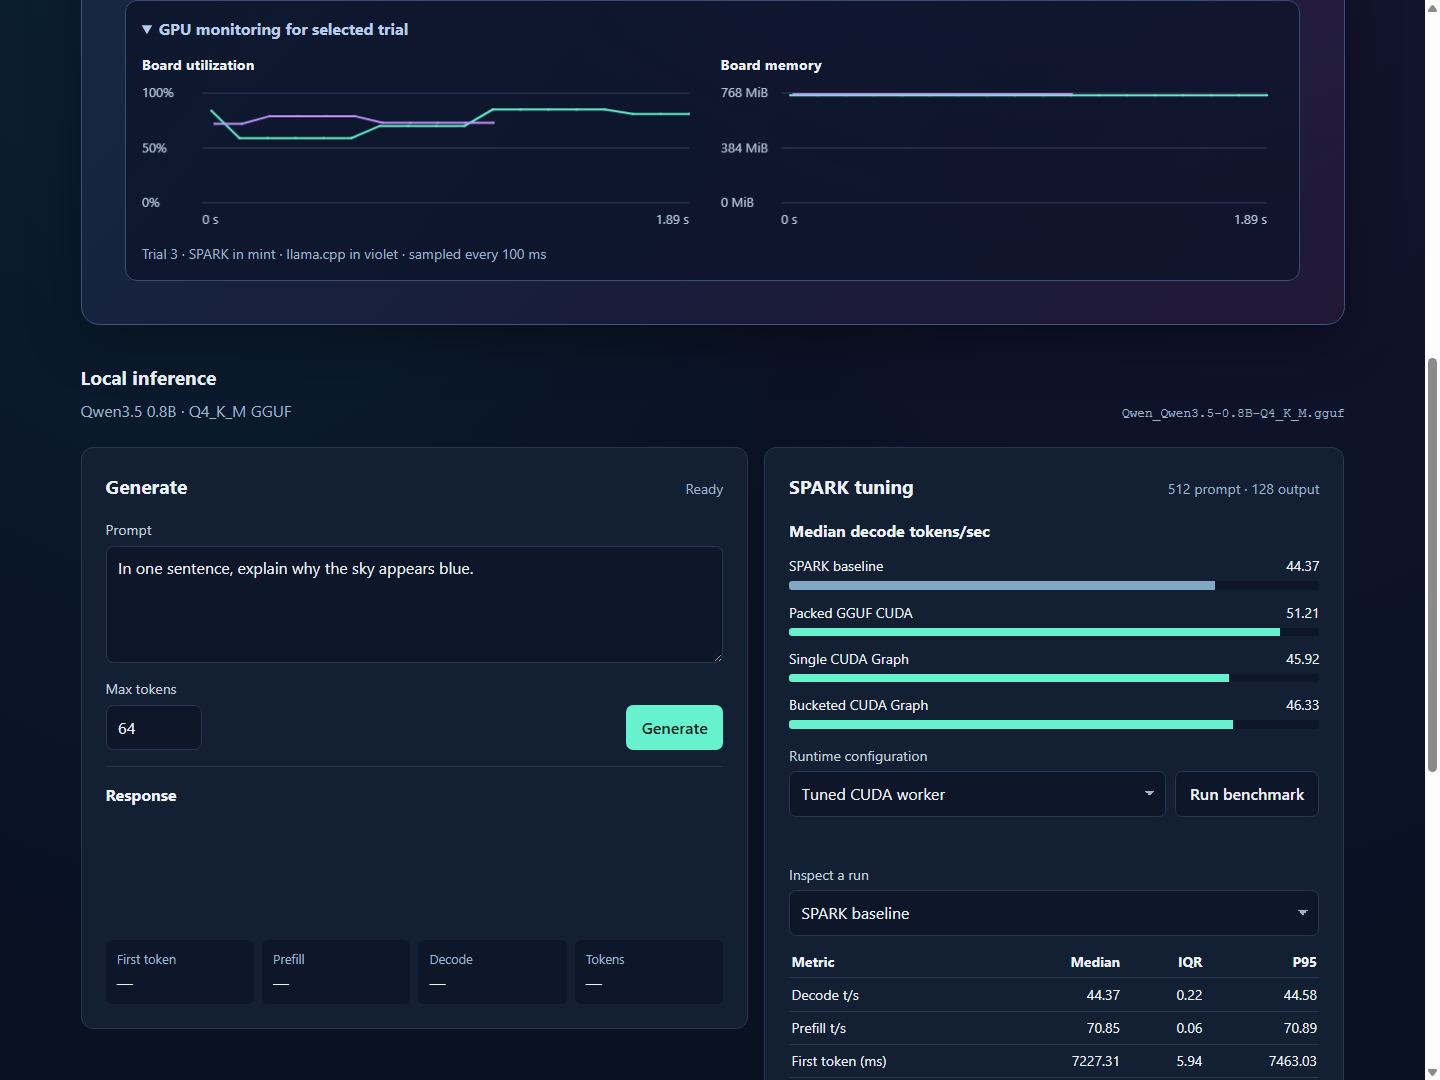 ▼ GPU monitoring for selected trial
Board utilization
100%
50%
0%
0 s
1.89 s
Board memory
768 MiB
384 MiB
0 MiB
0 s
1.89 s
Trial 3 · SPARK in mint · llama.cpp in violet · sampled every 100 ms
Local inference
Qwen3.5 0.8B · Q4_K_M GGUF
Qwen_Qwen3.5-0.8B-Q4_K_M.gguf
Generate
Ready
Prompt
In one sentence, explain why the sky appears blue.
Max tokens
64
Generate
Response
First token
—
Prefill
—
Decode
—
Tokens
—
SPARK tuning
512 prompt · 128 output
Median decode tokens/sec
SPARK baseline 44.37
Packed GGUF CUDA 51.21
Single CUDA Graph 45.92
Bucketed CUDA Graph 46.33
Runtime configuration
Tuned CUDA worker
Run benchmark
Inspect a run
SPARK baseline
Metric Median IQR P95
Decode t/s 44.37 0.22 44.58
Prefill t/s 70.85 0.06 70.89
First token (ms) 7227.31 5.94 7463.03